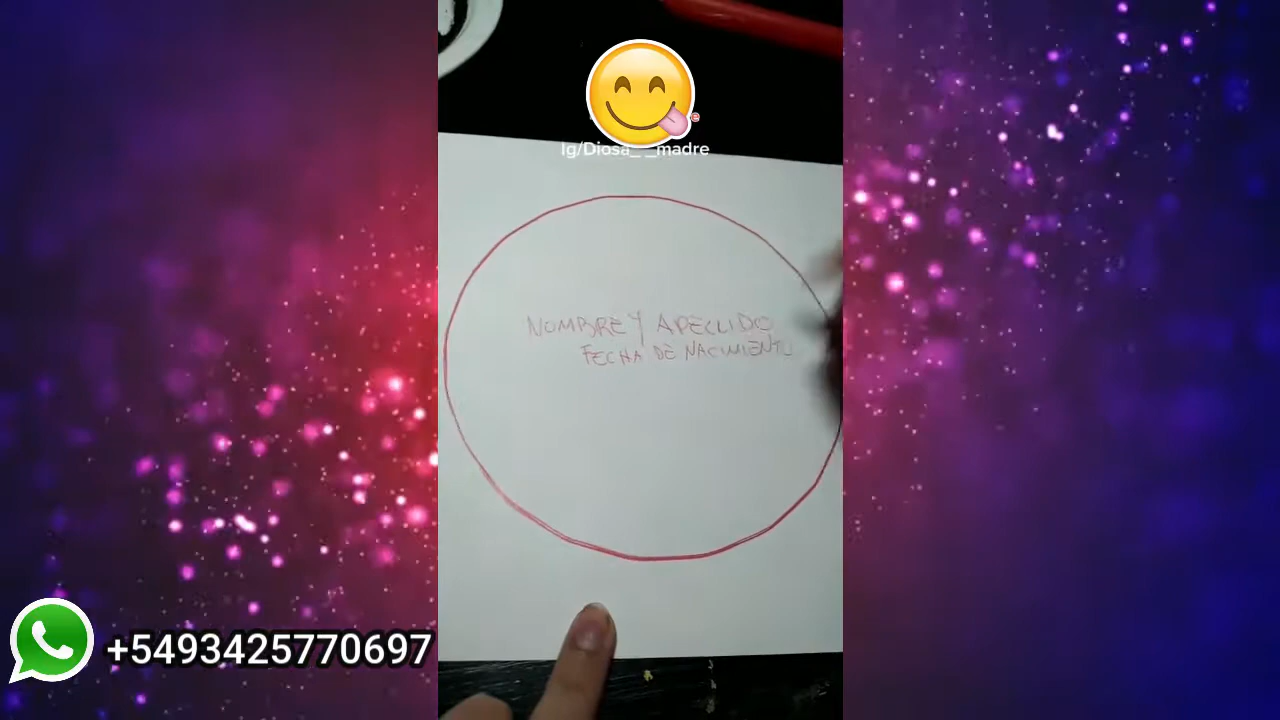 Ig/Diosa_ _madre
NOMBRE Y APELLIDO
FECHA DE NACIMIENTO
+5493425770697